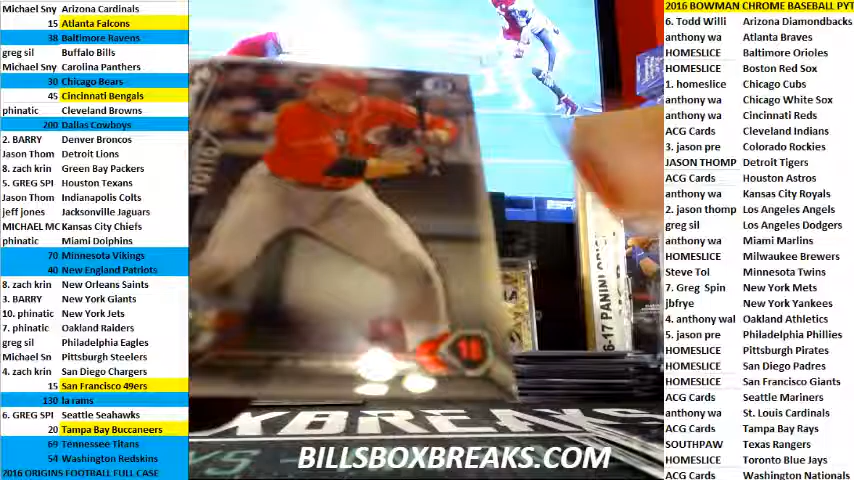 Michael Sny Arizona Cardinals
15 Atlanta Falcons
38 Baltimore Ravens
greg sil Buffalo Bills
Michael Sny Carolina Panthers
30 Chicago Bears
45 Cincinnati Bengals
phinatic Cleveland Browns
200 Dallas Cowboys
2. BARRY Denver Broncos
Jason Thom Detroit Lions
8. zach krin Green Bay Packers
5. GREG SPI Houston Texans
Jason Thom Indianapolis Colts
jeff jones Jacksonville Jaguars
MICHAEL MC Kansas City Chiefs
phinatic Miami Dolphins
70 Minnesota Vikings
40 New England Patriots
8. zach krin New Orleans Saints
3. BARRY New York Giants
10. phinatic New York Jets
7. phinatic Oakland Raiders
greg sil Philadelphia Eagles
Michael Sn Pittsburgh Steelers
4. zach krin San Diego Chargers
15 San Francisco 49ers
130 la rams
6. GREG SPI Seattle Seahawks
20 Tampa Bay Buccaneers
69 Tennessee Titans
54 Washington Redskins
2016 ORIGINS FOOTBALL FULL CASE
16-17 PANINI
XBREAKS
BILLSBOXBREAKS.COM
2016 BOWMAN CHROME BASEBALL PYT
6. Todd Willi Arizona Diamondbacks
anthony wa Atlanta Braves
HOMESLICE Baltimore Orioles
HOMESLICE Boston Red Sox
1. homeslice Chicago Cubs
anthony wa Chicago White Sox
anthony wa Cincinnati Reds
ACG Cards Cleveland Indians
3. jason pre Colorado Rockies
JASON THOMP Detroit Tigers
ACG Cards Houston Astros
anthony wa Kansas City Royals
2. jason thomp Los Angeles Angels
greg sil Los Angeles Dodgers
anthony wa Miami Marlins
HOMESLICE Milwaukee Brewers
Steve Tol Minnesota Twins
7. Greg Spin New York Mets
jbfrye New York Yankees
4. anthony wal Oakland Athletics
5. jason pre Philadelphia Phillies
HOMESLICE Pittsburgh Pirates
HOMESLICE San Diego Padres
HOMESLICE San Francisco Giants
ACG Cards Seattle Mariners
anthony wa St. Louis Cardinals
ACG Cards Tampa Bay Rays
SOUTHPAW Texas Rangers
HOMESLICE Toronto Blue Jays
ACG Cards Washington Nationals